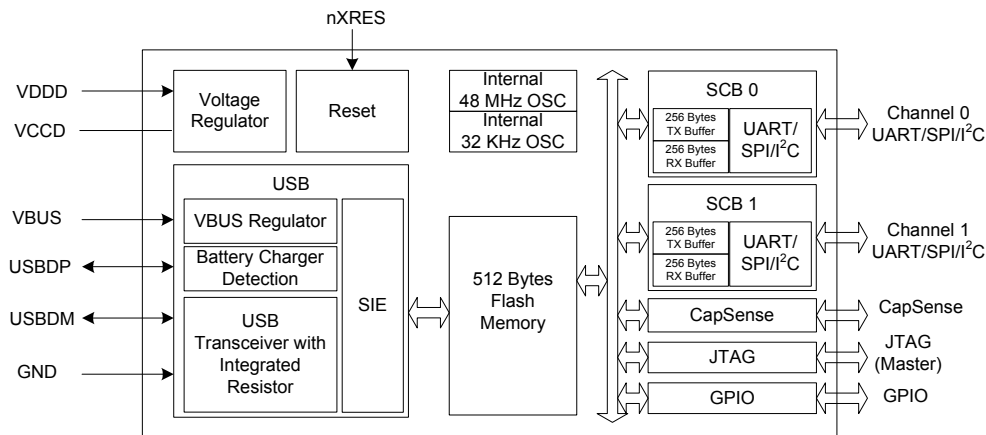 nXRES
VDDD
VCCD
VBUS
USBDP
USBDM
GND
Voltage
Regulator
Reset
Internal
48 MHz OSC
Internal
32 KHz OSC
USB
VBUS Regulator
Battery Charger
Detection
USB
Transceiver with
Integrated
Resistor
SIE
512 Bytes
Flash
Memory
SCB 0
256 Bytes
TX Buffer
256 Bytes
RX Buffer
UART/
SPI/I²C
SCB 1
256 Bytes
TX Buffer
256 Bytes
RX Buffer
UART/
SPI/I²C
CapSense
JTAG
GPIO
Channel 0
UART/SPI/I²C
Channel 1
UART/SPI/I²C
CapSense
JTAG
(Master)
GPIO